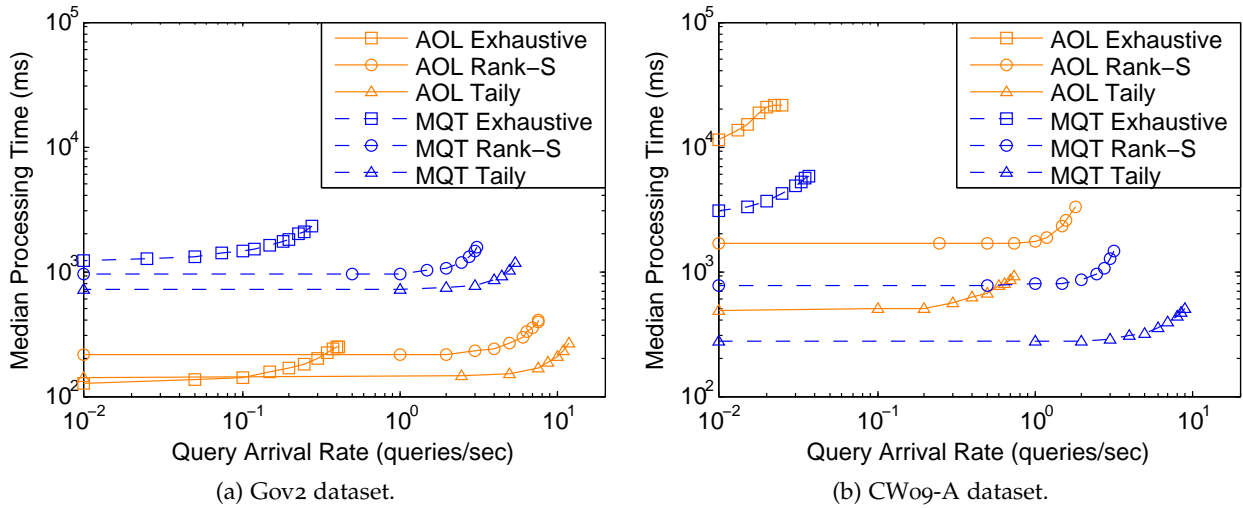 Median Processing Time (ms)
10^5
10^4
10^3
10^2
AOL Exhaustive
AOL Rank−S
AOL Taily
MQT Exhaustive
MQT Rank−S
MQT Taily
10^−2 10^−1 10^0 10^1
Query Arrival Rate (queries/sec)
(a) Gov2 dataset.
Median Processing Time (ms)
10^5
10^4
10^3
10^2
AOL Exhaustive
AOL Rank−S
AOL Taily
MQT Exhaustive
MQT Rank−S
MQT Taily
10^−2 10^−1 10^0 10^1
Query Arrival Rate (queries/sec)
(b) CW09-A dataset.